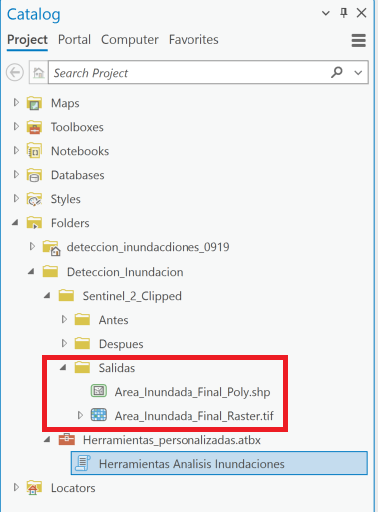 Catalog
Project Portal Computer Favorites
Search Project
Maps
Toolboxes
Notebooks
Databases
Styles
Folders
deteccion_inundacdiones_0919
Deteccion_Inundacion
Sentinel_2_Clipped
Antes
Despues
Salidas
Area_Inundada_Final_Poly.shp
Area_Inundada_Final_Raster.tif
Herramientas_personalizadas.atbx
Herramientas Analisis Inundaciones
Locators